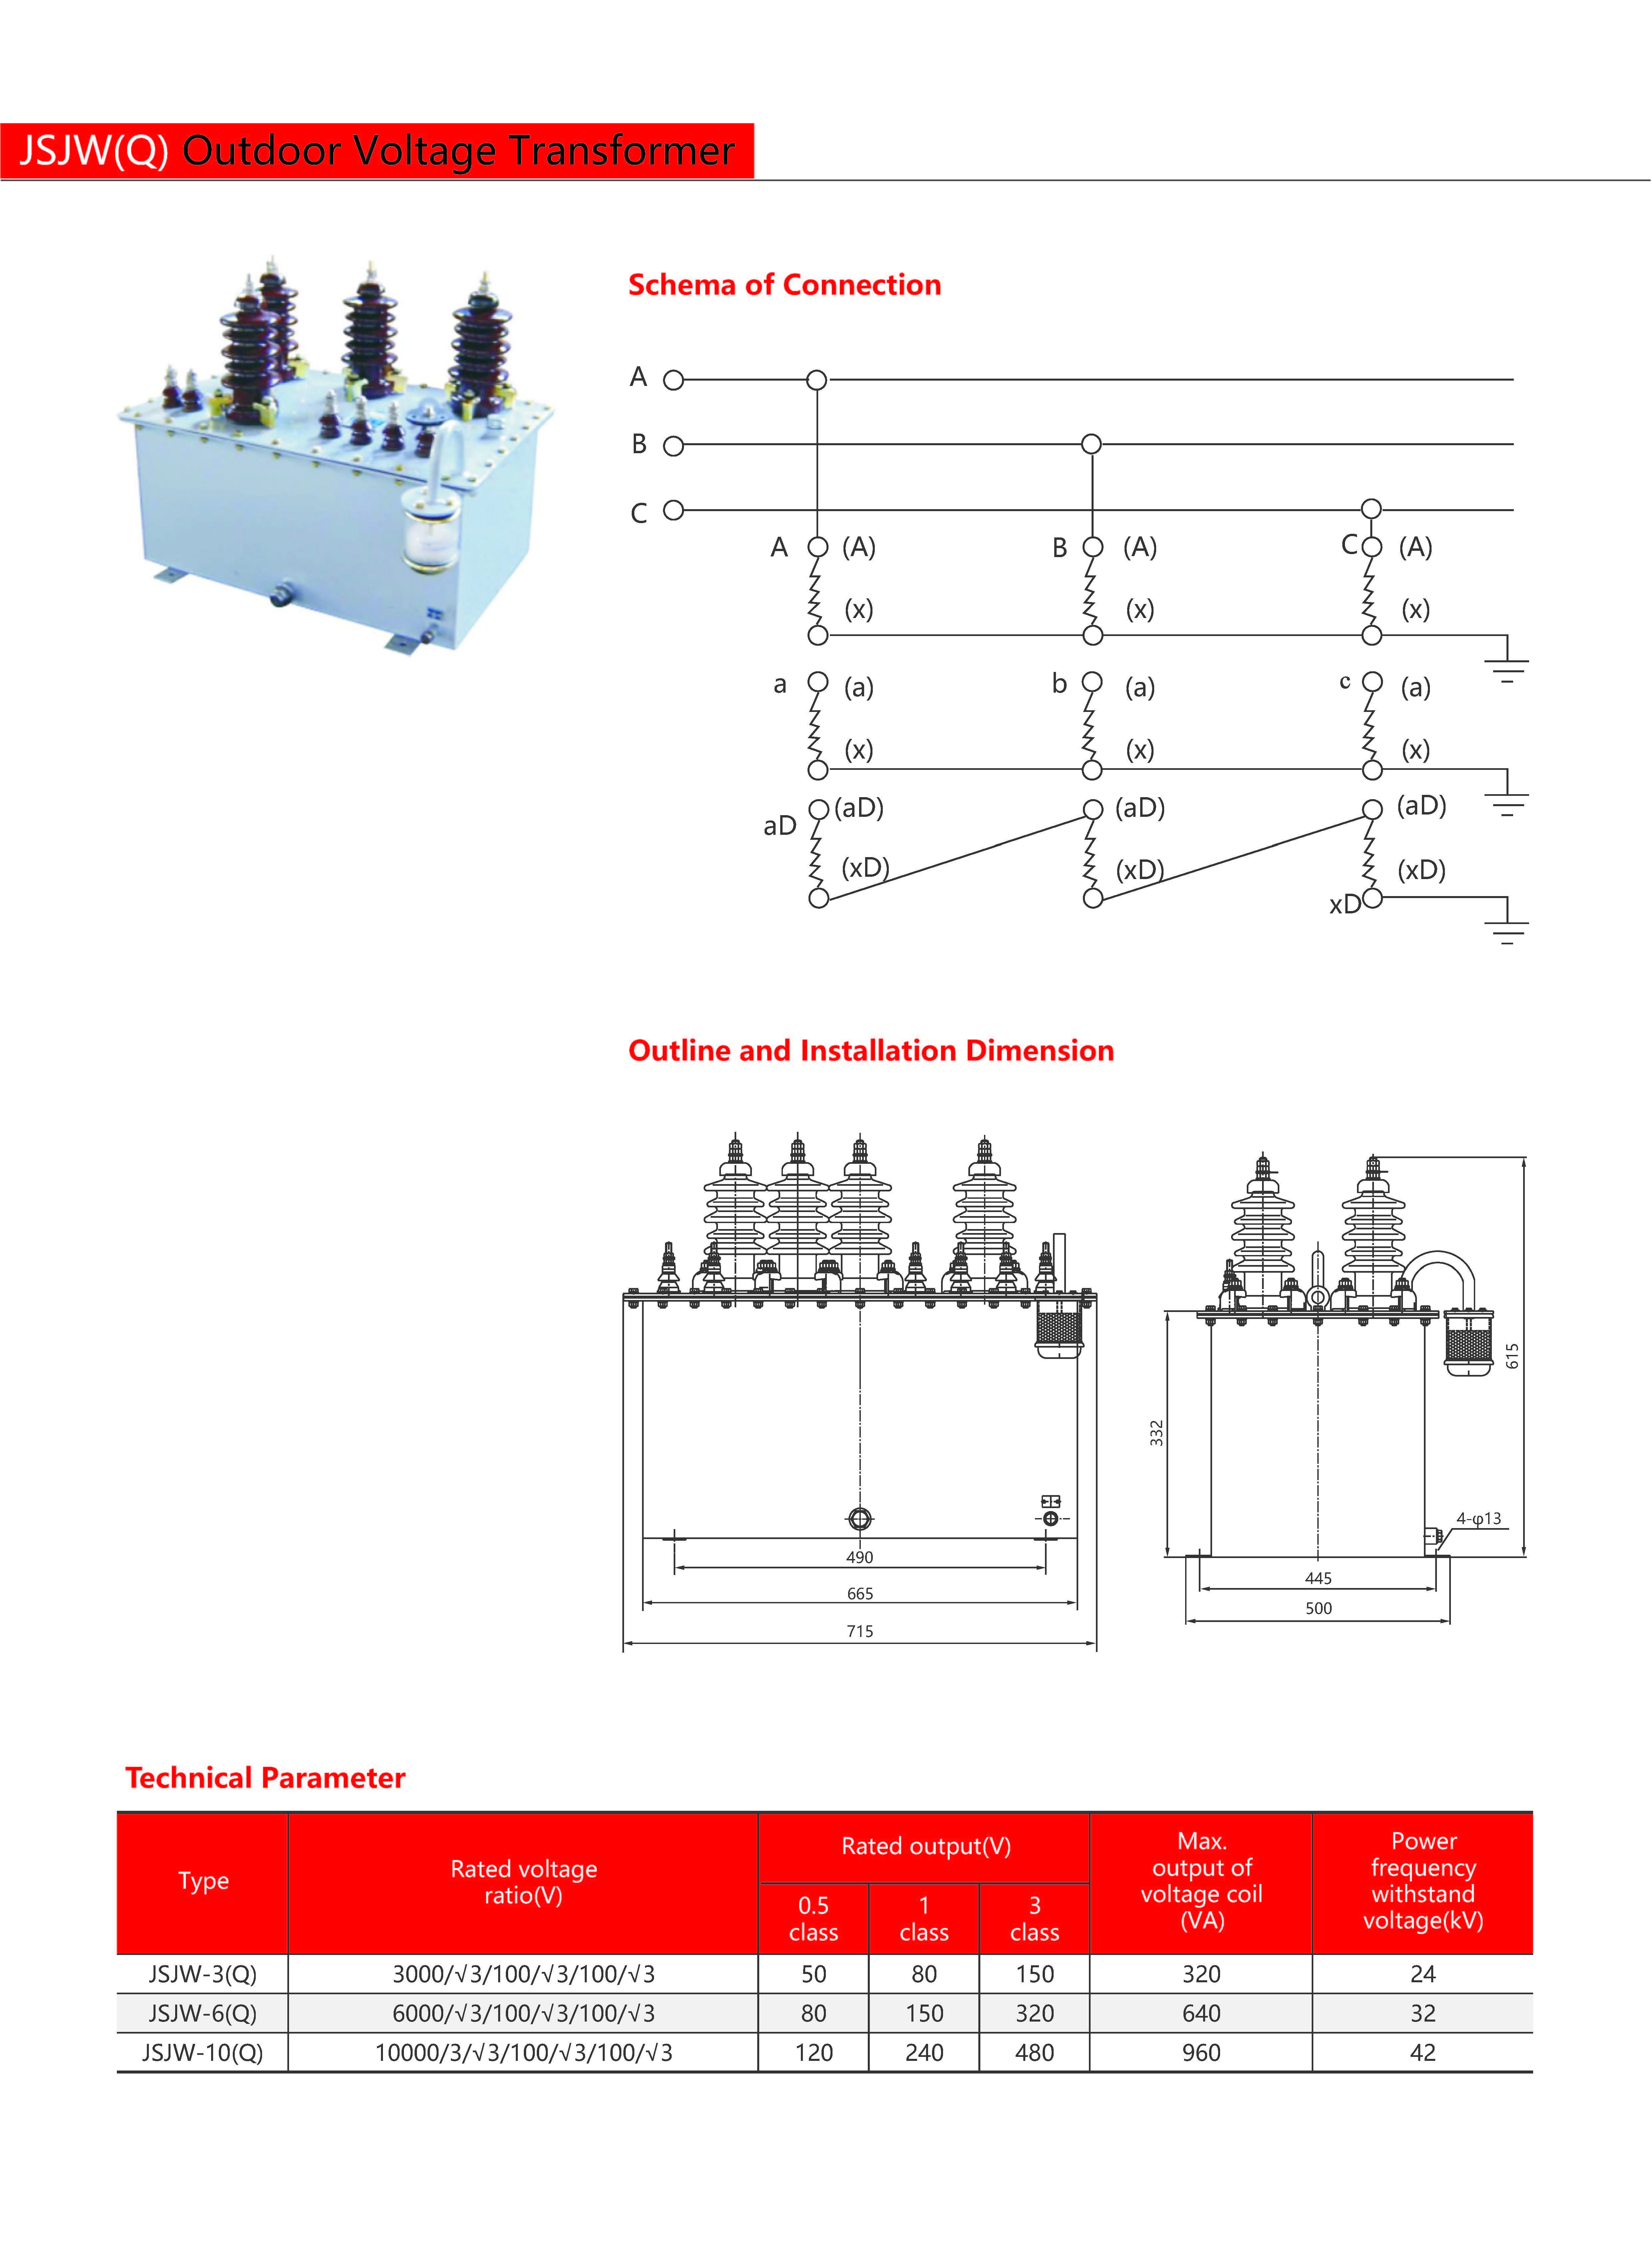 JSJW(Q) Outdoor Voltage Transformer
Schema of Connection
A
B
C
A (A) B (A) C (A)
(x) (x) (x)
a (a) b (a) c (a)
(x) (x) (x)
aD (aD) (aD) (aD)
(xD) (xD) (xD)
xD
Outline and Installation Dimension
490
665
715
332
615
4-φ13
445
500
Technical Parameter
Type
Rated voltage
ratio(V)
Rated output(V)
0.5
class
1
class
3
class
Max.
output of
voltage coil
(VA)
Power
frequency
withstand
voltage(kV)
JSJW-3(Q) 3000/√3/100/√3/100/√3 50 80 150 320 24
JSJW-6(Q) 6000/√3/100/√3/100/√3 80 150 320 640 32
JSJW-10(Q) 10000/3/√3/100/√3/100/√3 120 240 480 960 42